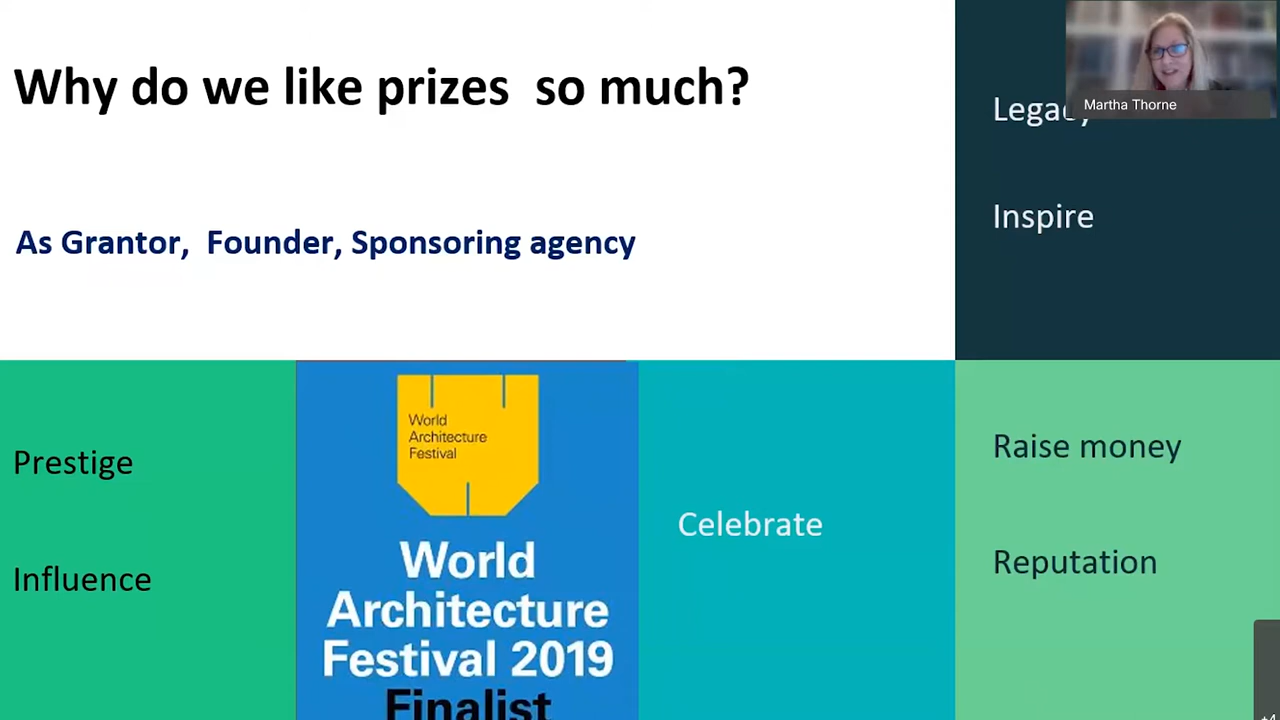 Why do we like prizes  so much?
As Grantor,  Founder, Sponsoring agency
Martha Thorne
Legacy
Inspire
Prestige
Influence
World
Architecture
Festival
World
Architecture
Festival 2019
Finalist
Celebrate
Raise money
Reputation